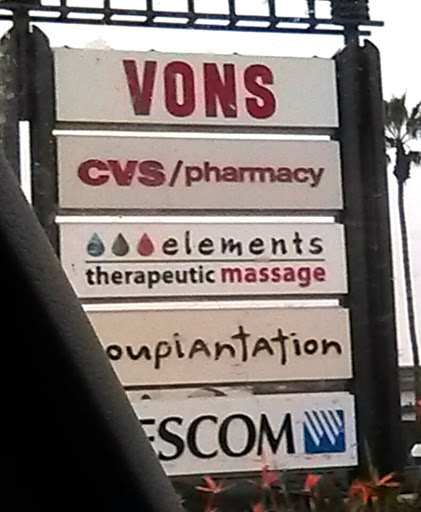 VONS
CVS/pharmacy
elements
therapeutic massage
oupiAntAtion
ESCOM